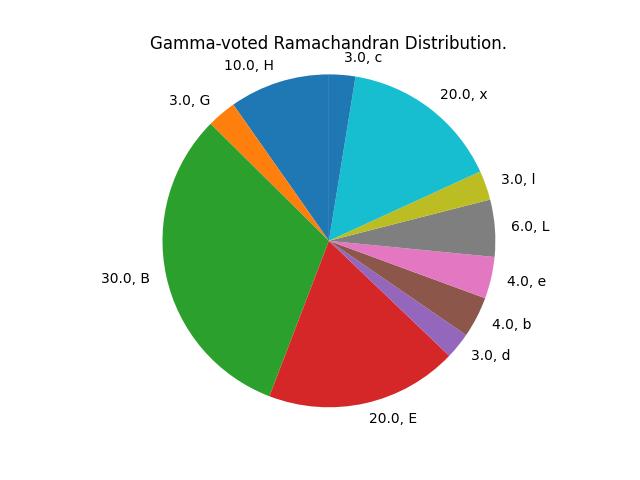 Gamma-voted Ramachandran Distribution.
3.0, c
10.0, H
20.0, x
3.0, G
3.0, l
6.0, L
30.0, B
4.0, e
4.0, b
3.0, d
20.0, E